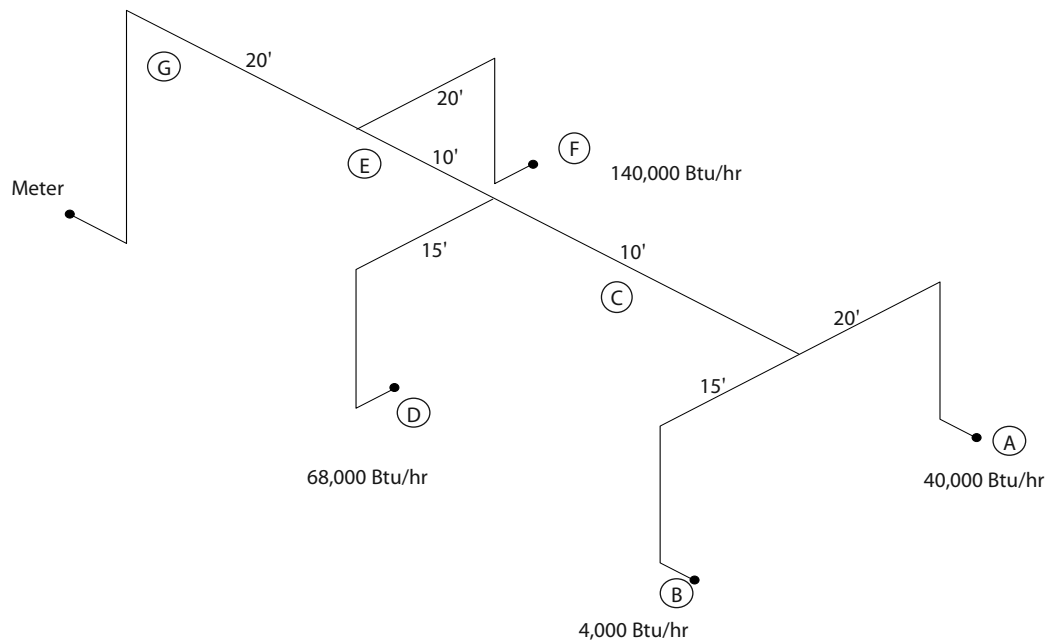 G
20'
20'
F
E
10'
140,000 Btu/hr
Meter
15'
10'
C
20'
15'
D
A
68,000 Btu/hr
40,000 Btu/hr
B
4,000 Btu/hr